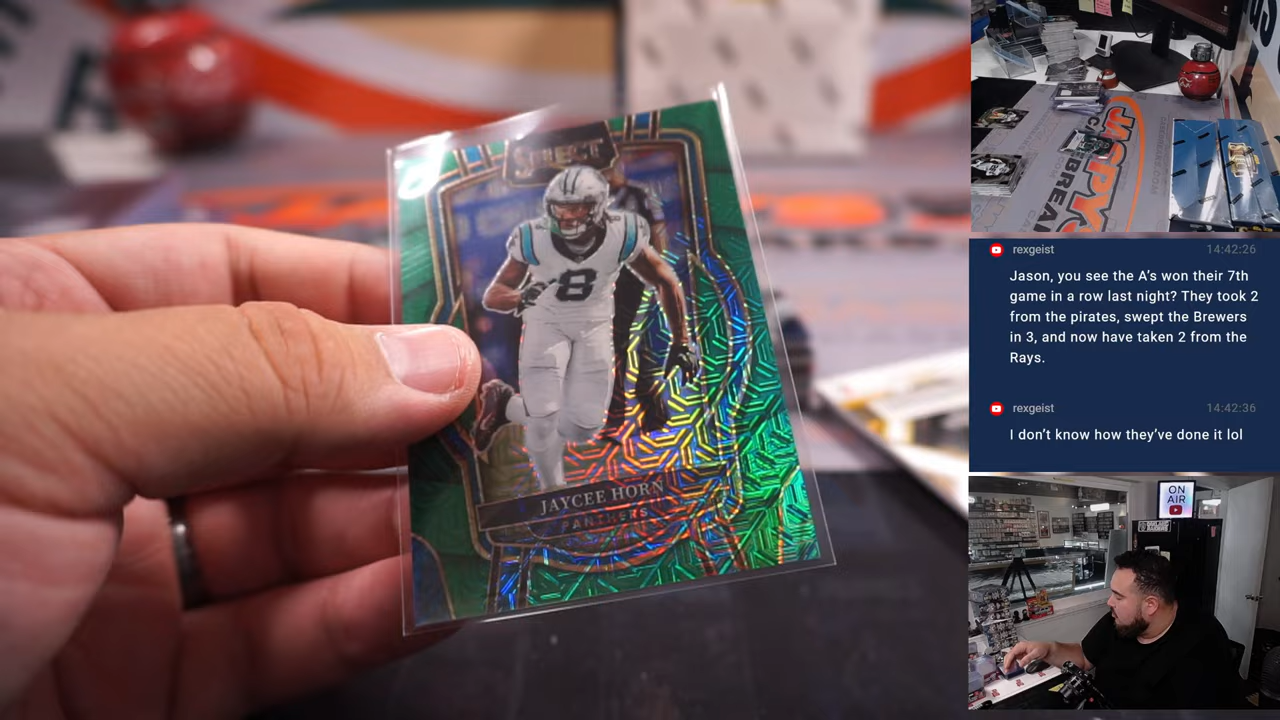 SELECT
8
JAYCEE HORN
PANTHERS
JASPY'S
rexgeist 14:42:26
Jason, you see the A's won their 7th
game in a row last night? They took 2
from the pirates, swept the Brewers
in 3, and now have taken 2 from the
Rays.
rexgeist 14:42:36
I don't know how they've done it lol
ON
AIR